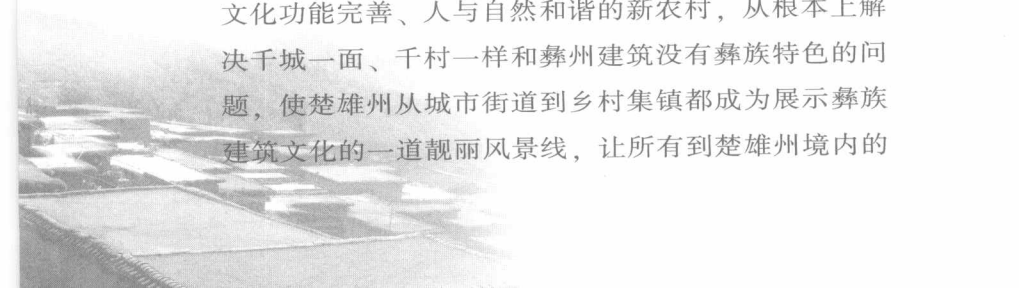 文化功能完善、人与自然和谐的新农村，从根本上解
决千城一面、千村一样和彝州建筑没有彝族特色的问
题，使楚雄州从城市街道到乡村集镇都成为展示彝族
建筑文化的一道靓丽风景线，让所有到楚雄州境内的